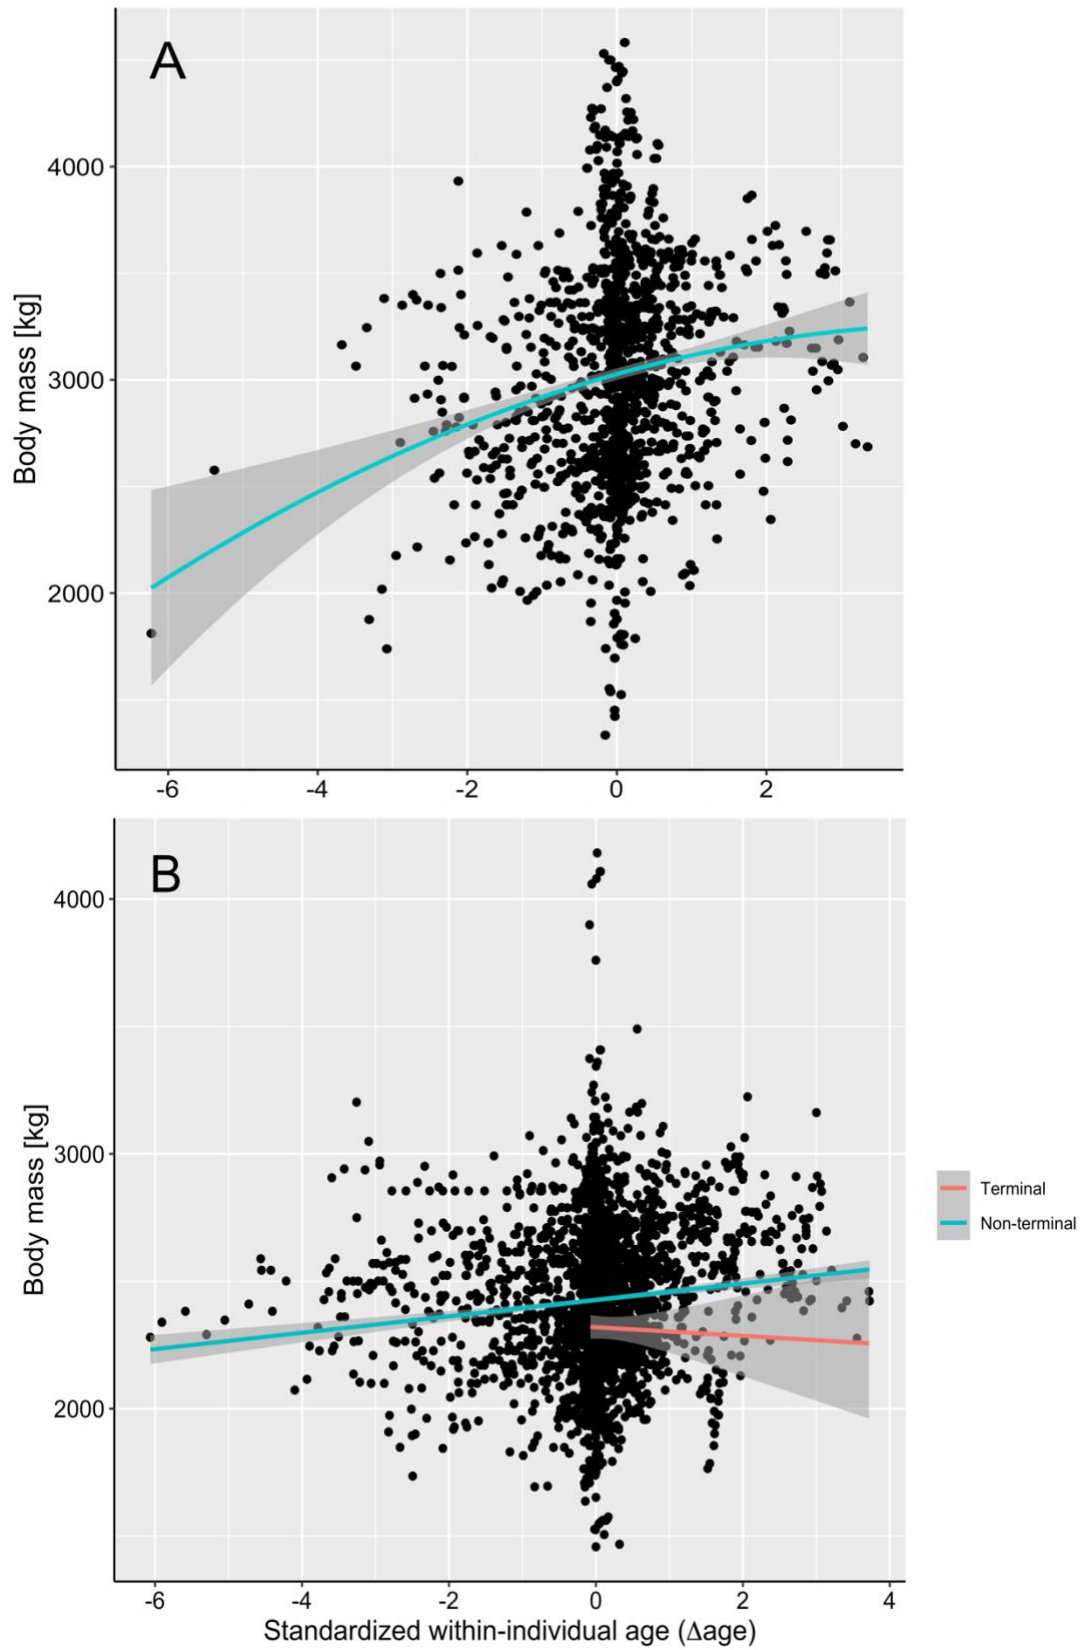 A
4000
3000
2000
Body mass [kg]
-6 -4 -2 0 2
B
4000
3000
2000
Body mass [kg]
-6 -4 -2 0 2 4
Standardized within-individual age (Δage)
Terminal
Non-terminal